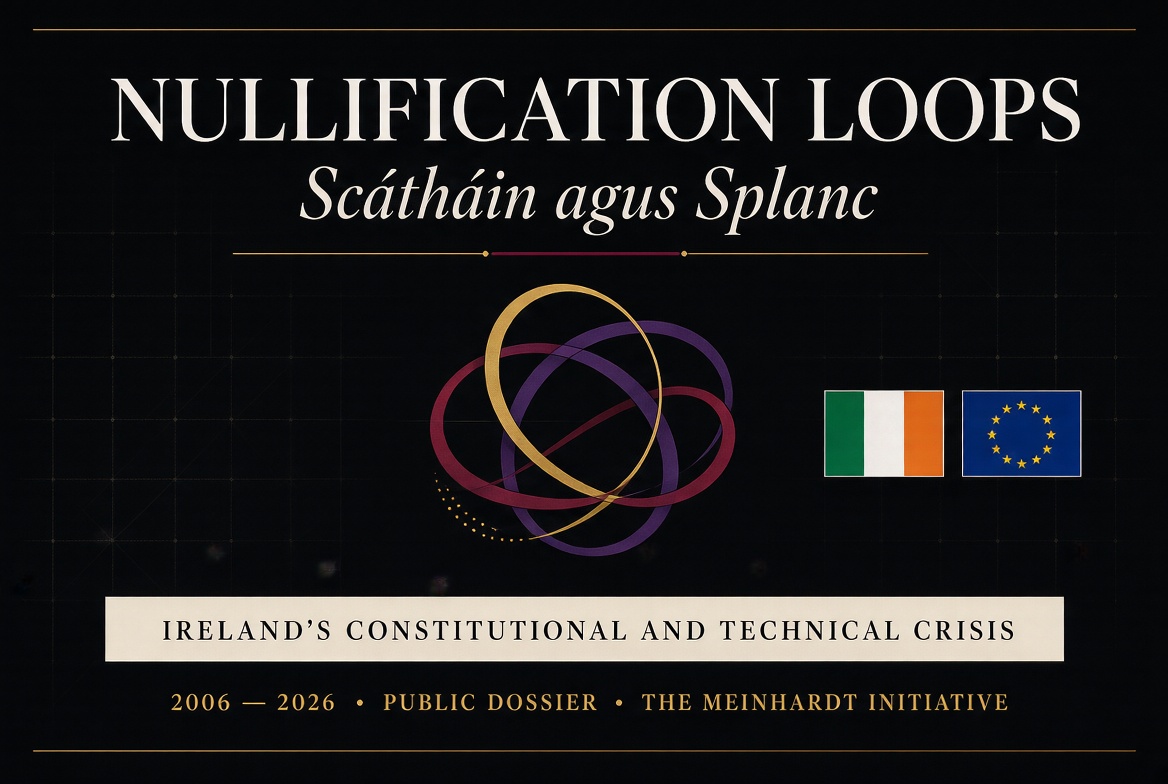 NULLIFICATION LOOPS
Scátháin agus Splanc
IRELAND’S CONSTITUTIONAL AND TECHNICAL CRISIS
2006 — 2026 • PUBLIC DOSSIER • THE MEINHARDT INITIATIVE